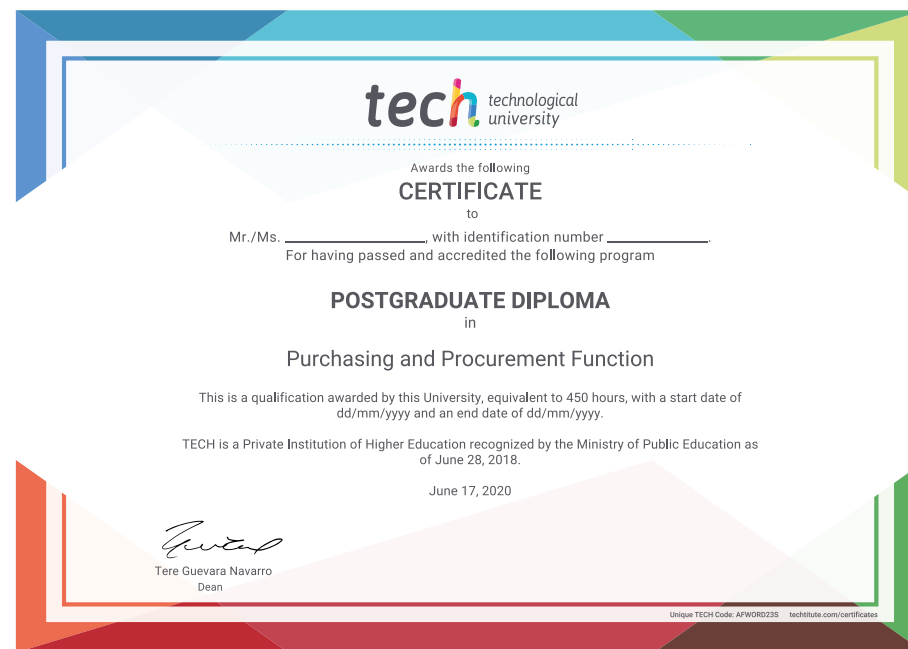 tech technological
university
Awards the following
CERTIFICATE
to
Mr./Ms. ____________________, with identification number ______________.
For having passed and accredited the following program
POSTGRADUATE DIPLOMA
in
Purchasing and Procurement Function
This is a qualification awarded by this University, equivalent to 450 hours, with a start date of
dd/mm/yyyy and an end date of dd/mm/yyyy.
TECH is a Private Institution of Higher Education recognized by the Ministry of Public Education as
of June 28, 2018.
June 17, 2020
Tere Guevara Navarro
Dean
Unique TECH Code: AFWORD23S techtitute.com/certificates